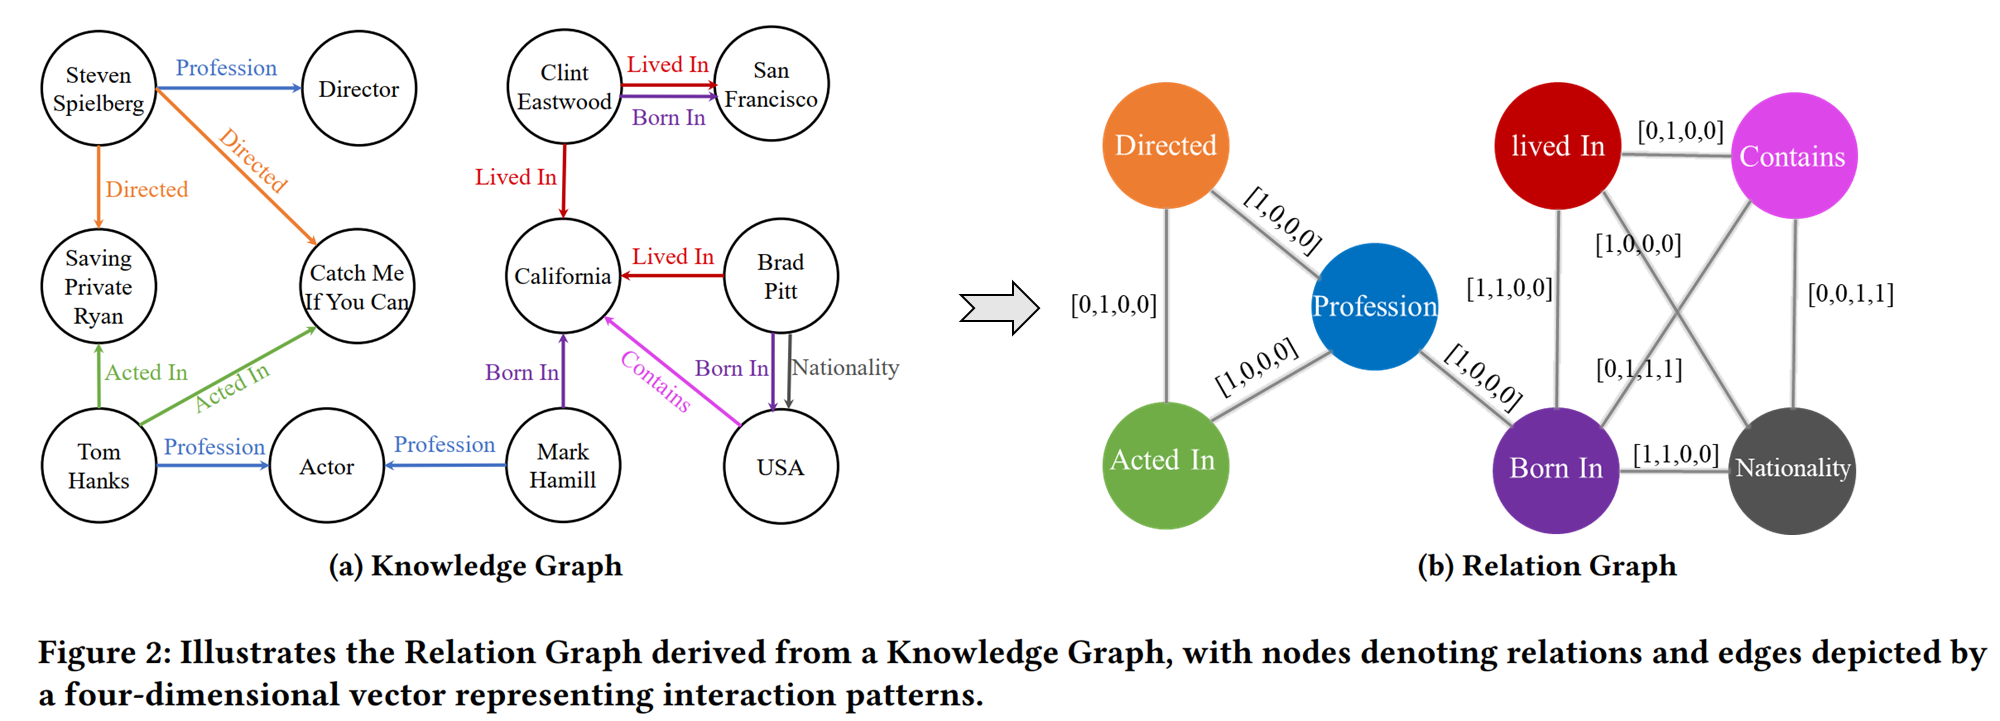 Steven
Spielberg
Profession
Director
Directed
Directed
Saving
Private
Ryan
Catch Me
If You Can
Acted In
Acted In
Tom
Hanks
Profession
Actor
Profession
Mark
Hamill
Clint
Eastwood
Lived In
Born In
San
Francisco
Lived In
California
Lived In
Brad
Pitt
Born In
Contains
Born In
Nationality
USA
(a) Knowledge Graph
Directed
[1,0,0,0]
[0,1,0,0]
Profession
[1,0,0,0]
Acted In
[1,0,0,0]
lived In
[0,1,0,0]
Contains
[1,0,0,0]
[1,1,0,0]
[0,0,1,1]
[0,1,1,1]
Born In
[1,1,0,0]
Nationality
(b) Relation Graph
Figure 2: Illustrates the Relation Graph derived from a Knowledge Graph, with nodes denoting relations and edges depicted by
a four-dimensional vector representing interaction patterns.